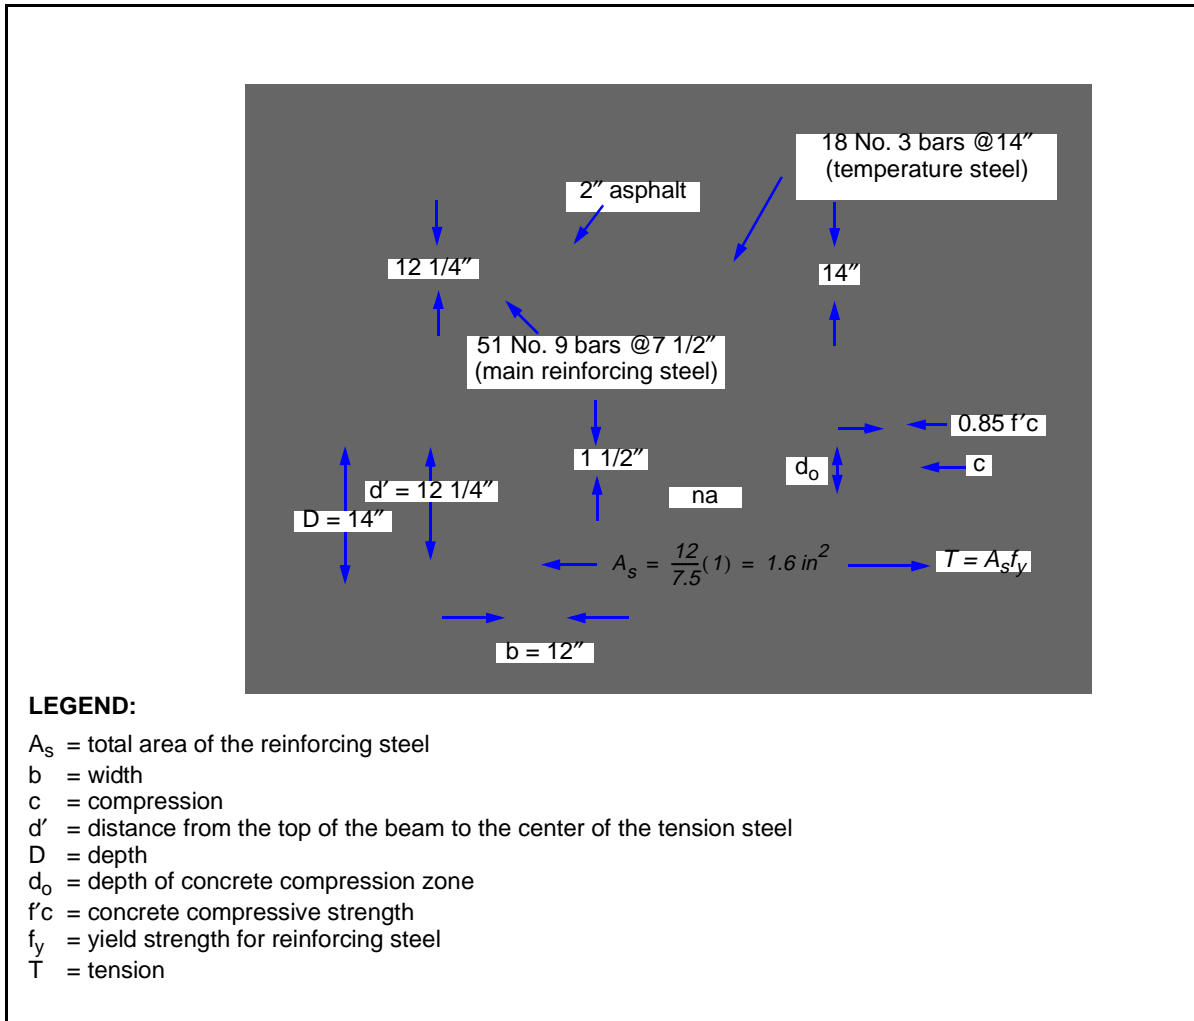 18 No. 3 bars @14″
(temperature steel)
2″ asphalt
12 1/4″
14″
51 No. 9 bars @7 1/2″
(main reinforcing steel)
0.85 f′c
1 1/2″
d₀
c
d′ = 12 1/4″
na
D = 14″
Aₛ = 12/7.5 (1) = 1.6 in²
T = Aₛf_y
b = 12″
LEGEND:
Aₛ = total area of the reinforcing steel
b = width
c = compression
d′ = distance from the top of the beam to the center of the tension steel
D = depth
dₒ = depth of concrete compression zone
f′c = concrete compressive strength
f_y = yield strength for reinforcing steel
T = tension